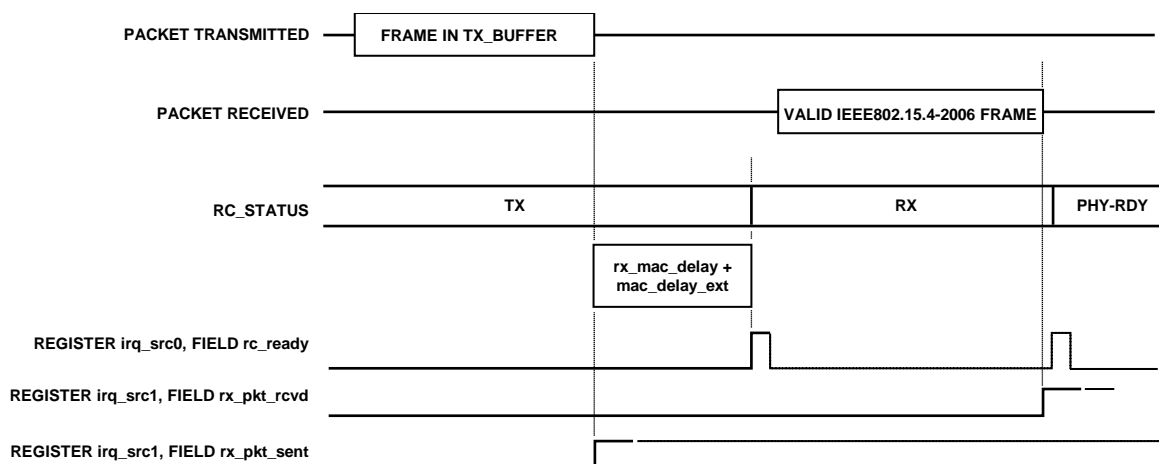 PACKET TRANSMITTED
FRAME IN TX_BUFFER
PACKET RECEIVED
VALID IEEE802.15.4-2006 FRAME
RC_STATUS
TX
RX
PHY-RDY
rx_mac_delay +
mac_delay_ext
REGISTER irq_src0, FIELD rc_ready
REGISTER irq_src1, FIELD rx_pkt_rcvd
REGISTER irq_src1, FIELD rx_pkt_sent